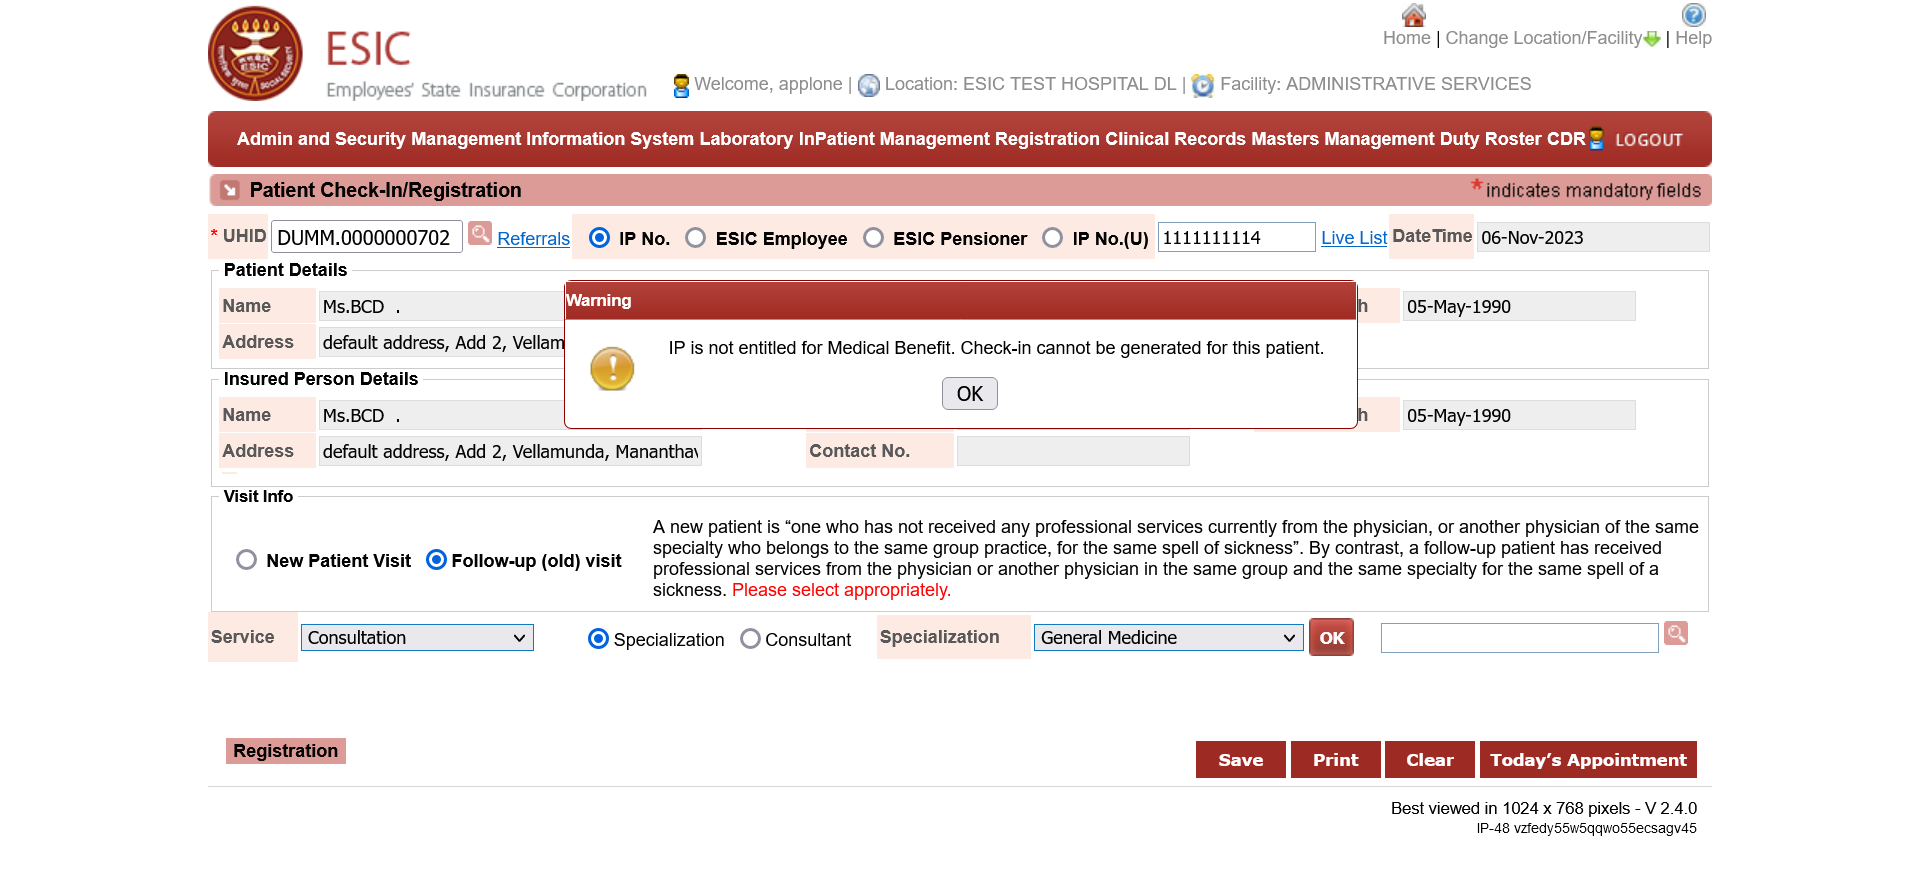 ESIC
Employees' State Insurance Corporation
Home | Change Location/Facility | Help
Welcome, applone | Location: ESIC TEST HOSPITAL DL | Facility: ADMINISTRATIVE SERVICES
Admin and Security Management Information System Laboratory InPatient Management Registration Clinical Records Masters Management Duty Roster CDR LOGOUT
Patient Check-In/Registration
* indicates mandatory fields
* UHID DUMM.0000000702 Referrals IP No. ESIC Employee ESIC Pensioner IP No.(U) 1111111114 Live List DateTime 06-Nov-2023
Patient Details
Name Ms.BCD . h 05-May-1990
Address default address, Add 2, Vellam
Warning
IP is not entitled for Medical Benefit. Check-in cannot be generated for this patient.
OK
Insured Person Details
Name Ms.BCD . h 05-May-1990
Address default address, Add 2, Vellamunda, Mananthav Contact No.
Visit Info
New Patient Visit Follow-up (old) visit
A new patient is “one who has not received any professional services currently from the physician, or another physician of the same
specialty who belongs to the same group practice, for the same spell of sickness”. By contrast, a follow-up patient has received
professional services from the physician or another physician in the same group and the same specialty for the same spell of a
sickness. Please select appropriately.
Service Consultation Specialization Consultant Specialization General Medicine OK
Registration
Save Print Clear Today's Appointment
Best viewed in 1024 x 768 pixels - V 2.4.0
IP-48 vzfedy55w5qqwo55ecsagv45